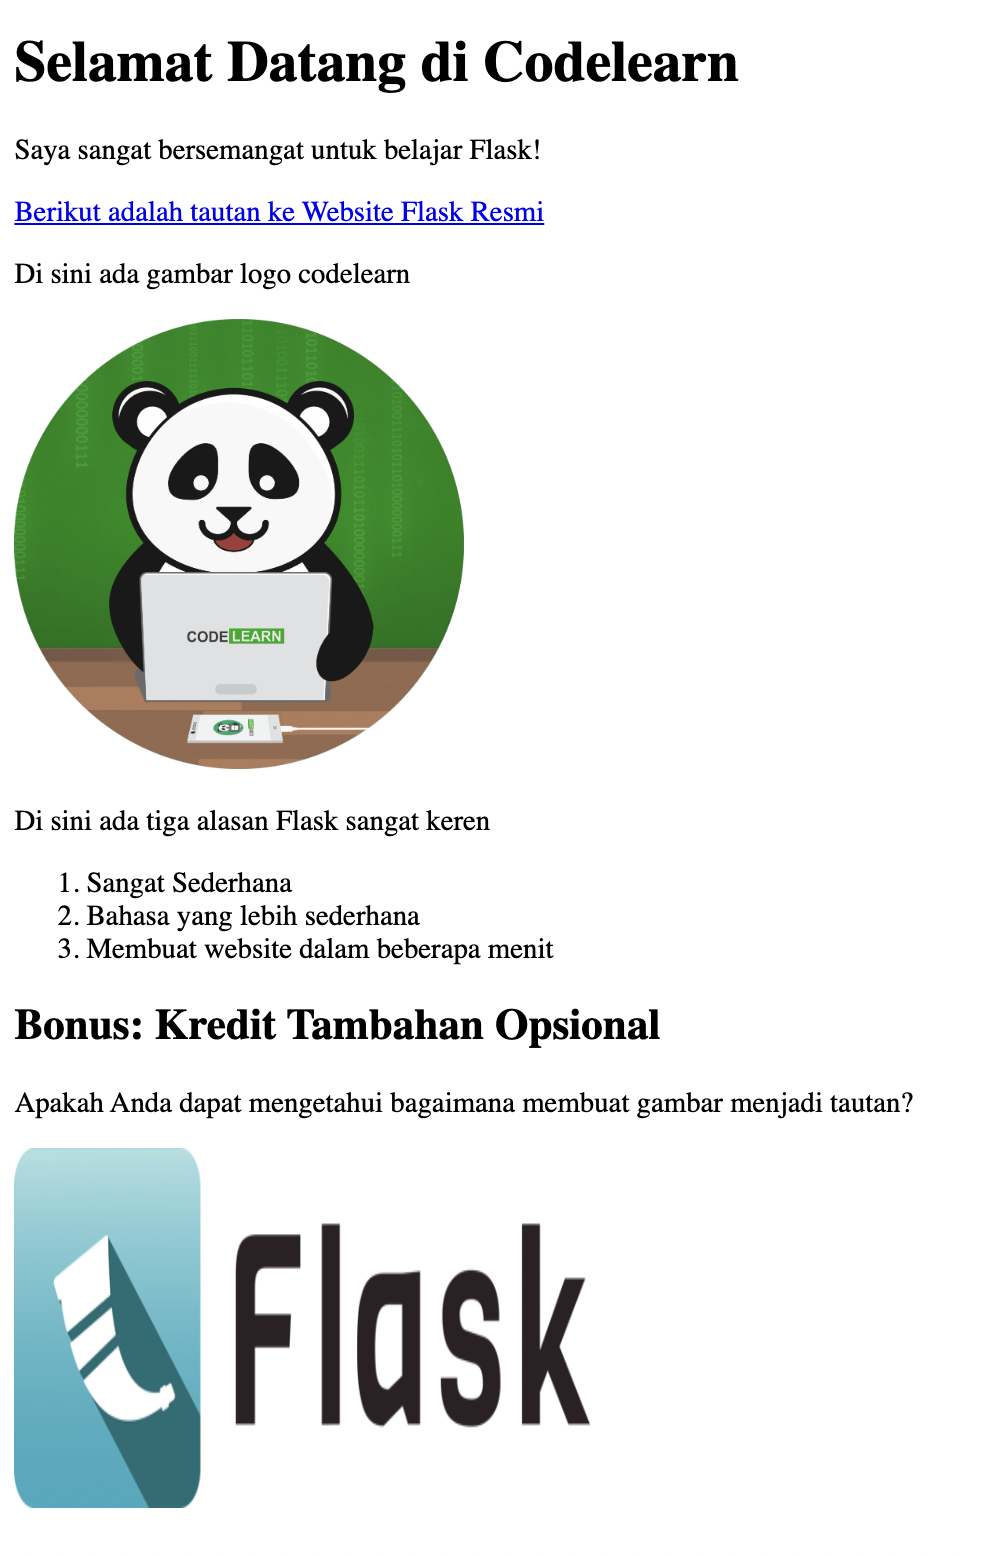 Selamat Datang di Codelearn
Saya sangat bersemangat untuk belajar Flask!
Berikut adalah tautan ke Website Flask Resmi
Di sini ada gambar logo codelearn
CODELEARN
Di sini ada tiga alasan Flask sangat keren
1. Sangat Sederhana
2. Bahasa yang lebih sederhana
3. Membuat website dalam beberapa menit
Bonus: Kredit Tambahan Opsional
Apakah Anda dapat mengetahui bagaimana membuat gambar menjadi tautan?
Flask